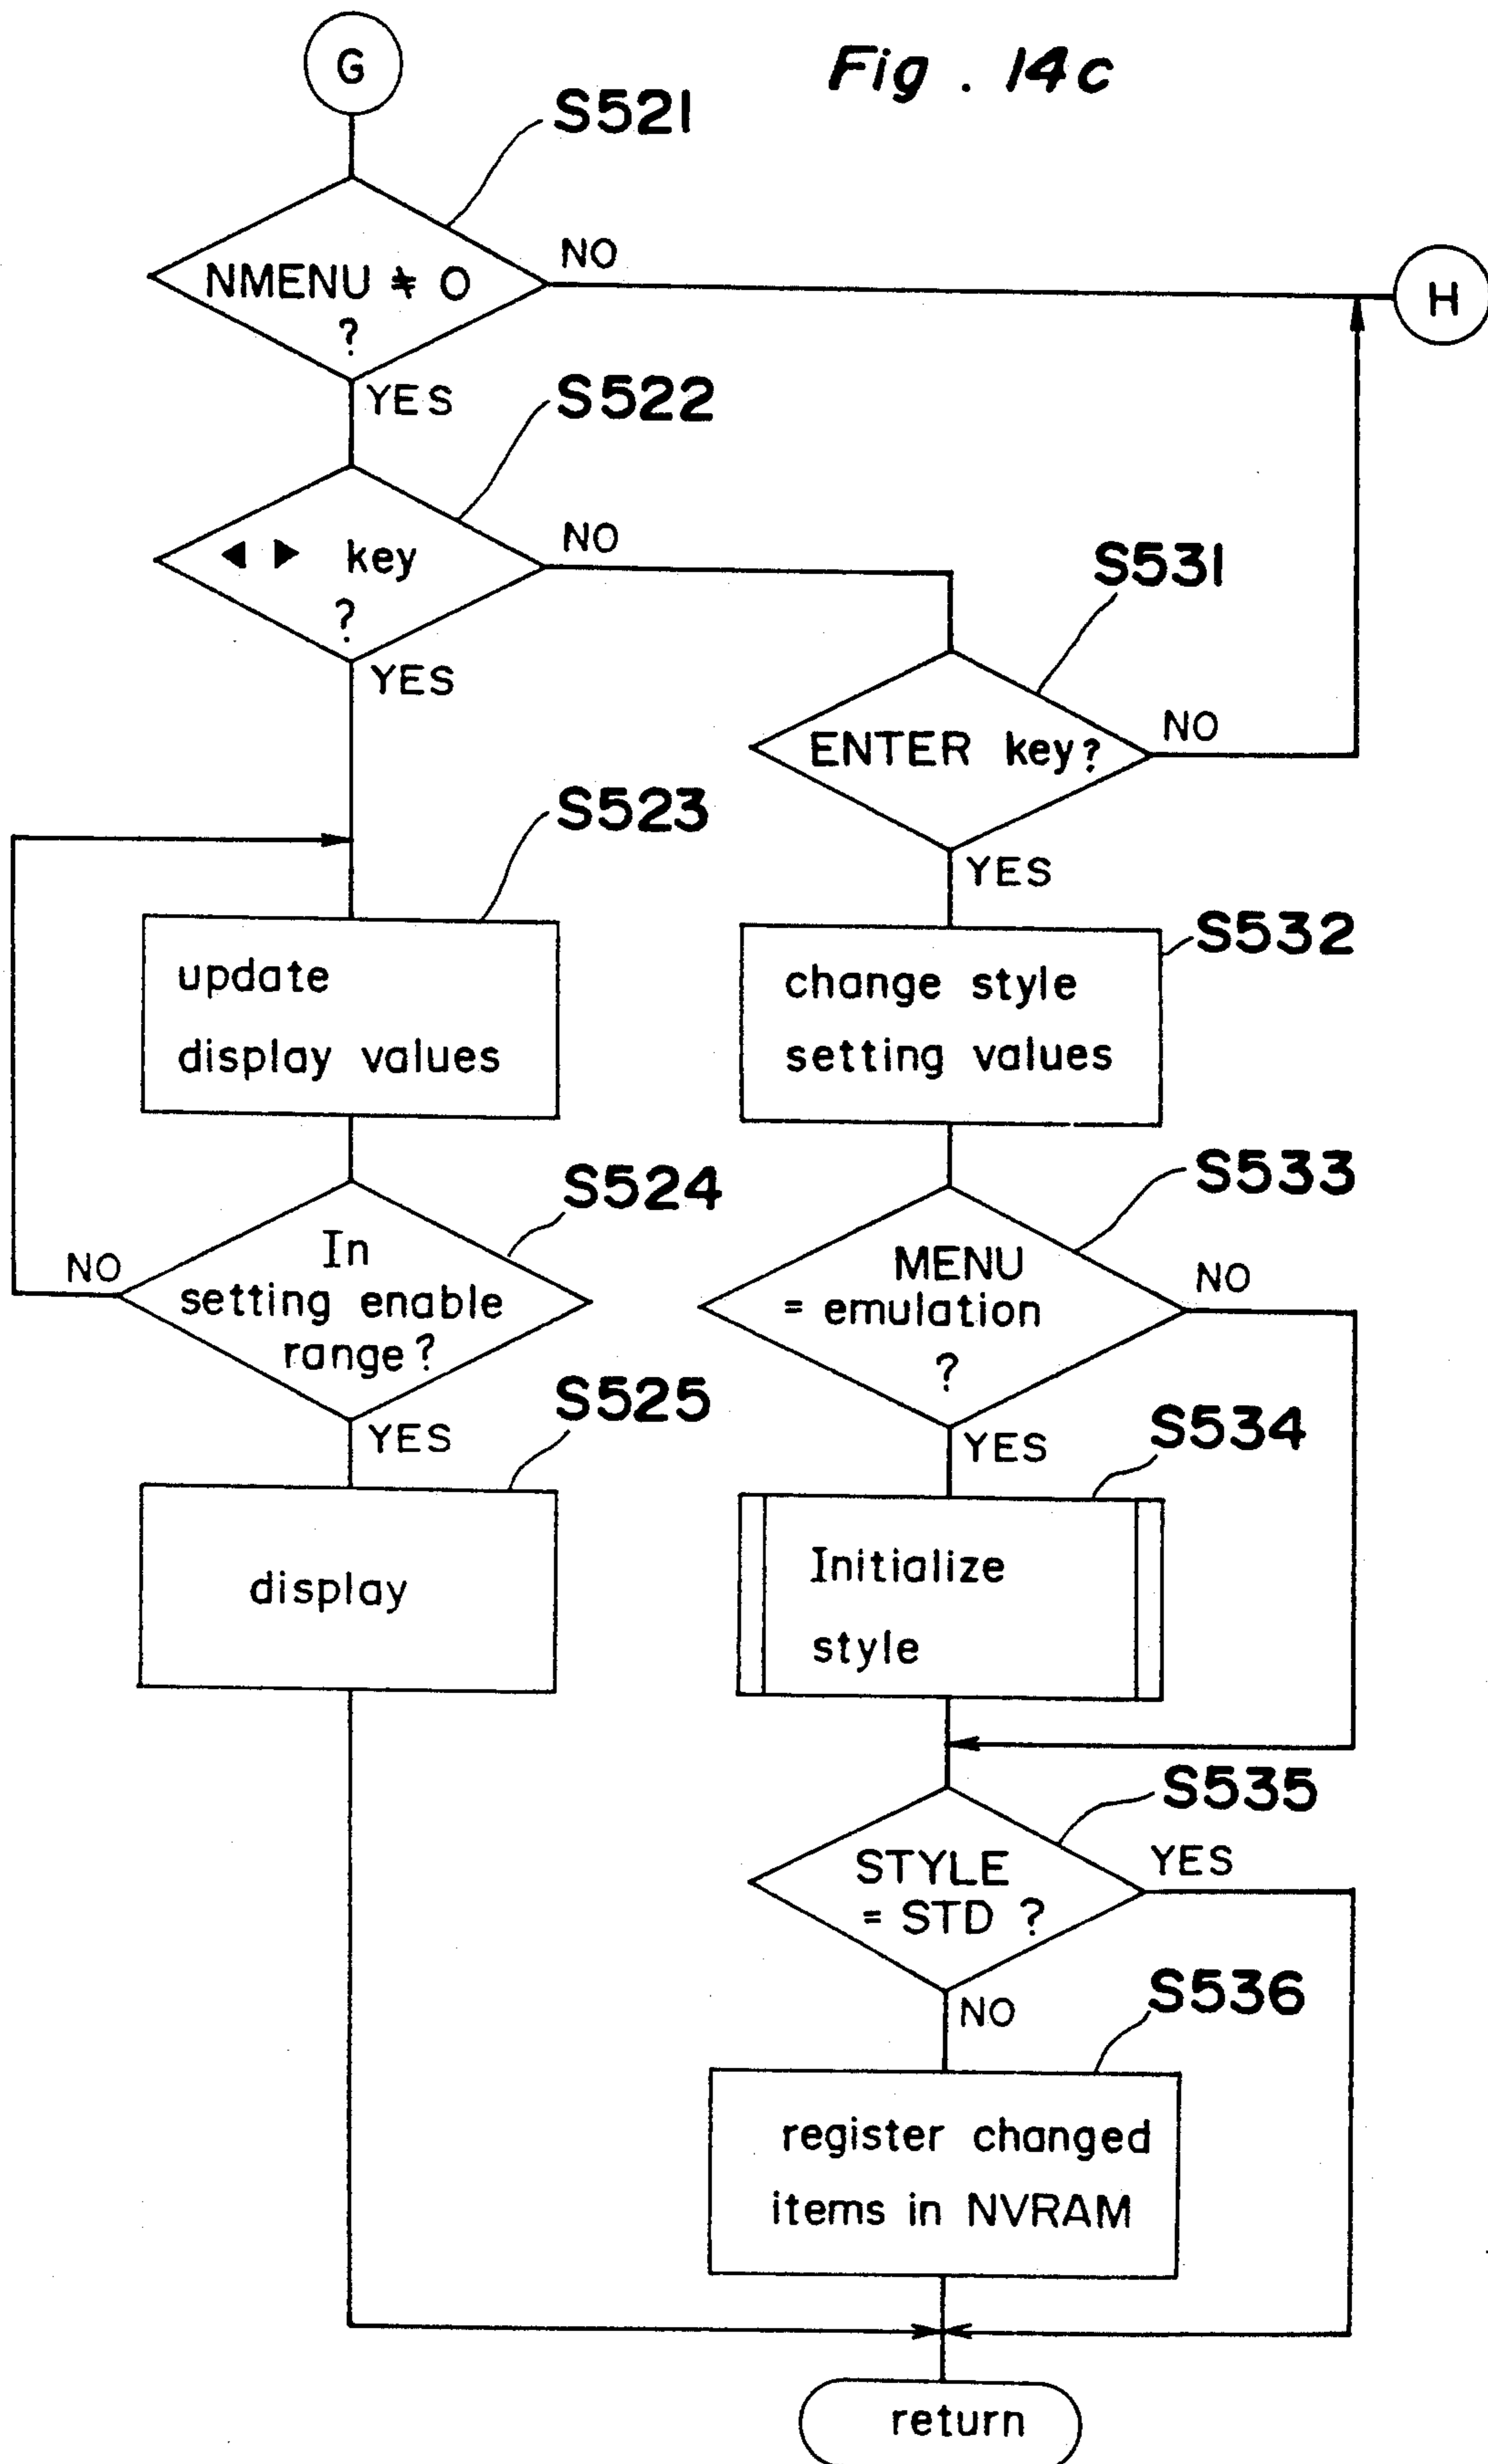 Fig. 14c
G
S521
NMENU ≠ 0
?
NO
H
YES
S522
◀ ▶ key
?
NO
YES
S531
ENTER key?
NO
YES
S523
update
display values
S532
change style
setting values
S524
In
setting enable
range?
NO
YES
S533
MENU
= emulation
?
NO
YES
S525
display
S534
Initialize
style
S535
STYLE
= STD ?
YES
NO
S536
register changed
items in NVRAM
return